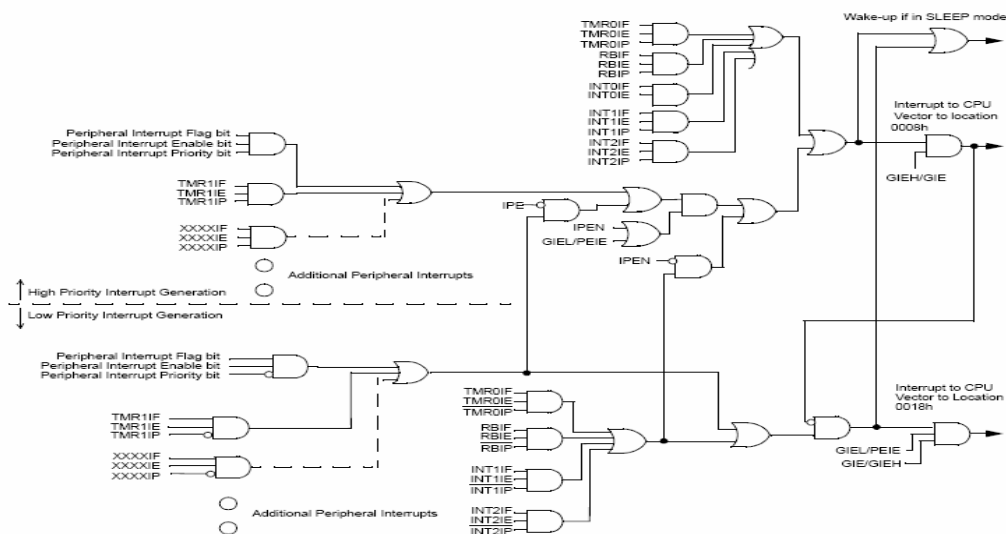 Wake-up if in SLEEP mode
TMR0IF
TMR0IE
TMR0IP
RBIF
RBIE
RBIP
INT0IF
INT0IE
INT1IF
INT1IE
INT1IP
INT2IF
INT2IE
INT2IP
Interrupt to CPU
Vector to location
0008h
GIEH/GIE
Peripheral Interrupt Flag bit
Peripheral Interrupt Enable bit
Peripheral Interrupt Priority bit
TMR1IF
TMR1IE
TMR1IP
XXXXIF
XXXXIE
XXXXIP
Additional Peripheral Interrupts
IPE
IPEN
GIEL/PEIE
IPEN
High Priority Interrupt Generation
Low Priority Interrupt Generation
Peripheral Interrupt Flag bit
Peripheral Interrupt Enable bit
Peripheral Interrupt Priority bit
TMR1IF
TMR1IE
TMR1IP
XXXXIF
XXXXIE
XXXXIP
Additional Peripheral Interrupts
TMR0IF
TMR0IE
TMR0IP
RBIF
RBIE
RBIP
INT1IF
INT1IE
INT1IP
INT2IF
INT2IE
INT2IP
Interrupt to CPU
Vector to Location
0018h
GIEL/PEIE
GIE/GIEH